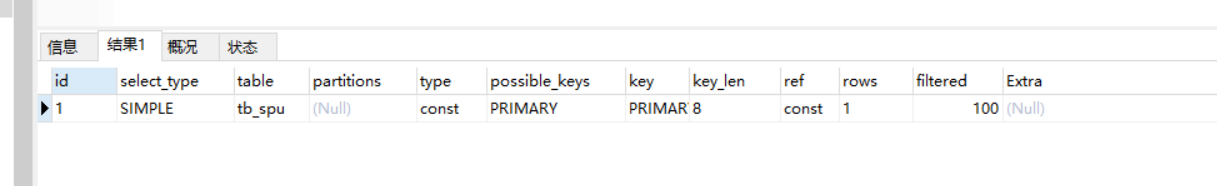 信息 结果1 概况 状态
id select_type table partitions type possible_keys key key_len ref rows filtered Extra
1 SIMPLE tb_spu (Null) const PRIMARY PRIMAR 8 const 1 100 (Null)